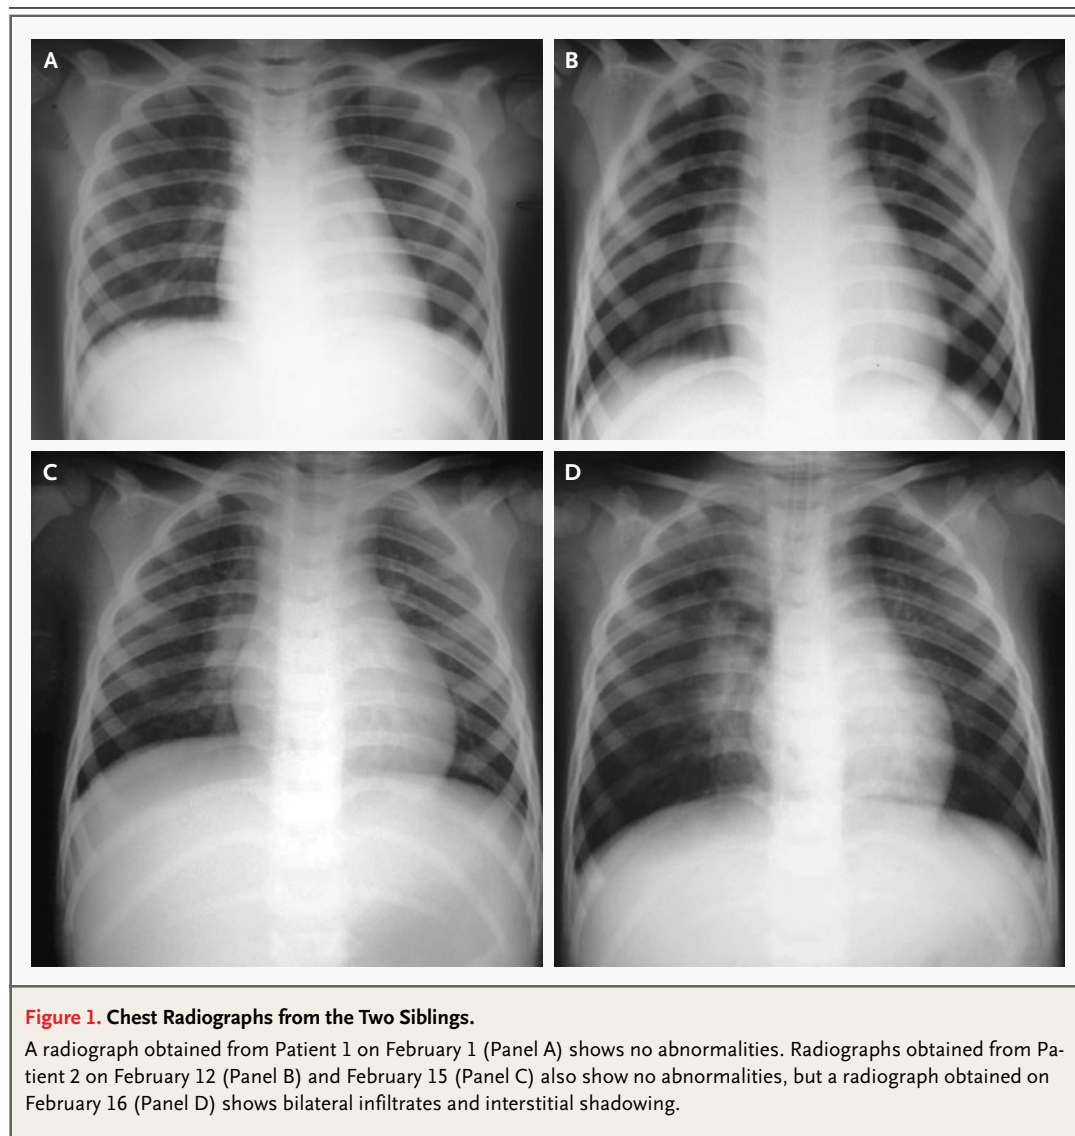 A
B
C
D
Figure 1. Chest Radiographs from the Two Siblings.
A radiograph obtained from Patient 1 on February 1 (Panel A) shows no abnormalities. Radiographs obtained from Pa-
tient 2 on February 12 (Panel B) and February 15 (Panel C) also show no abnormalities, but a radiograph obtained on
February 16 (Panel D) shows bilateral infiltrates and interstitial shadowing.